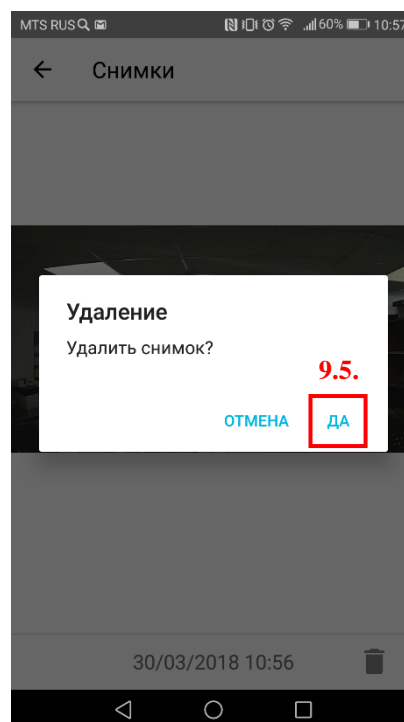 MTS RUS 60% 10:57
Снимки
Удаление
Удалить снимок?
9.5.
ОТМЕНА ДА
30/03/2018 10:56